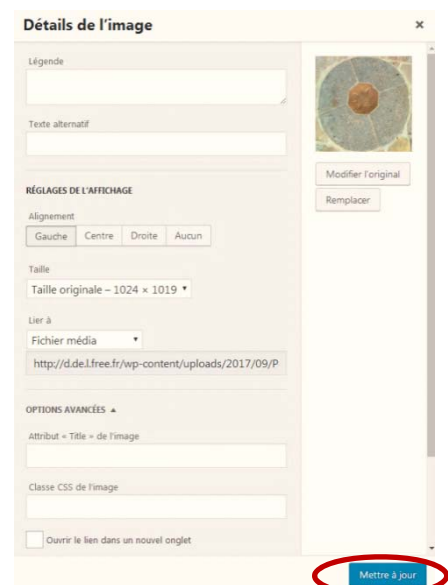 Détails de l'image ×
Légende
Texte alternatif
RÉGLAGES DE L'AFFICHAGE
Alignement
Gauche Centre Droite Aucun
Taille
Taille originale – 1024 × 1019
Lier à
Fichier média
http://d.de.l.free.fr/wp-content/uploads/2017/09/P
OPTIONS AVANCÉES
Attribut « Title » de l'image
Classe CSS de l'image
Ouvrir le lien dans un nouvel onglet
Modifier l'original
Remplacer
Mettre à jour